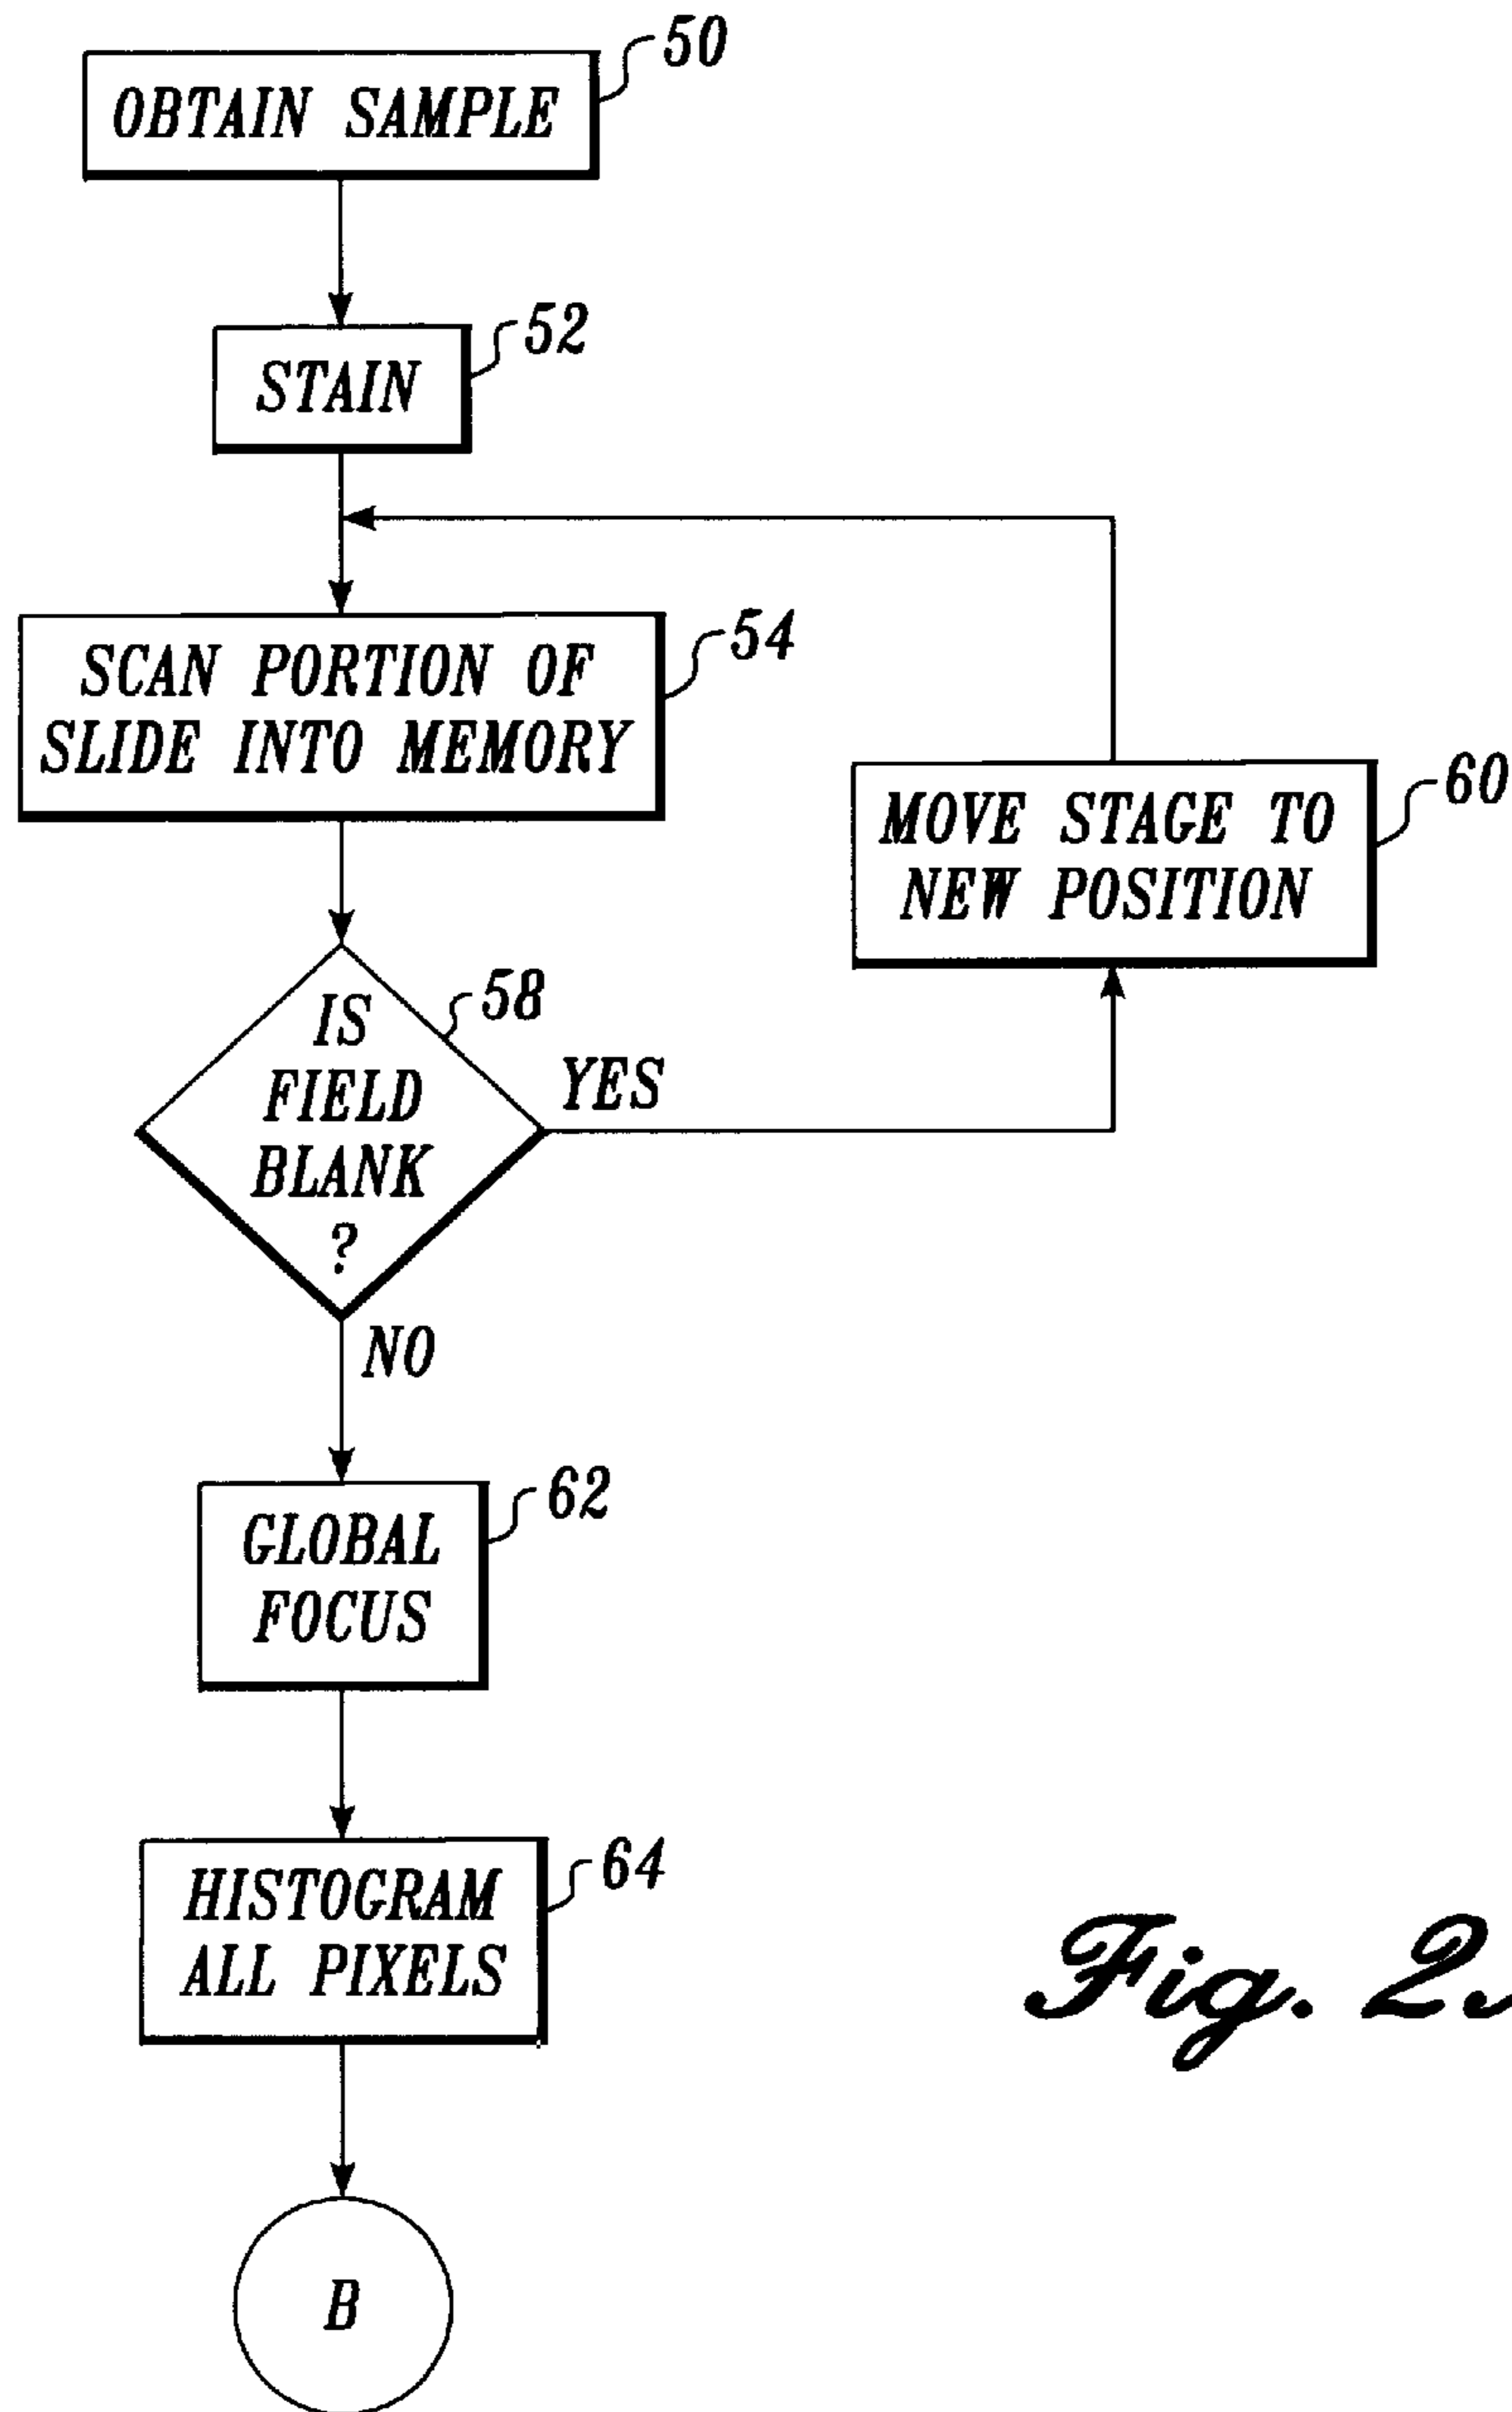 50
OBTAIN SAMPLE
52
STAIN
54
SCAN PORTION OF
SLIDE INTO MEMORY
60
MOVE STAGE TO
NEW POSITION
58
IS
FIELD
BLANK
?
YES
NO
62
GLOBAL
FOCUS
64
HISTOGRAM
ALL PIXELS
Fig. 2
B